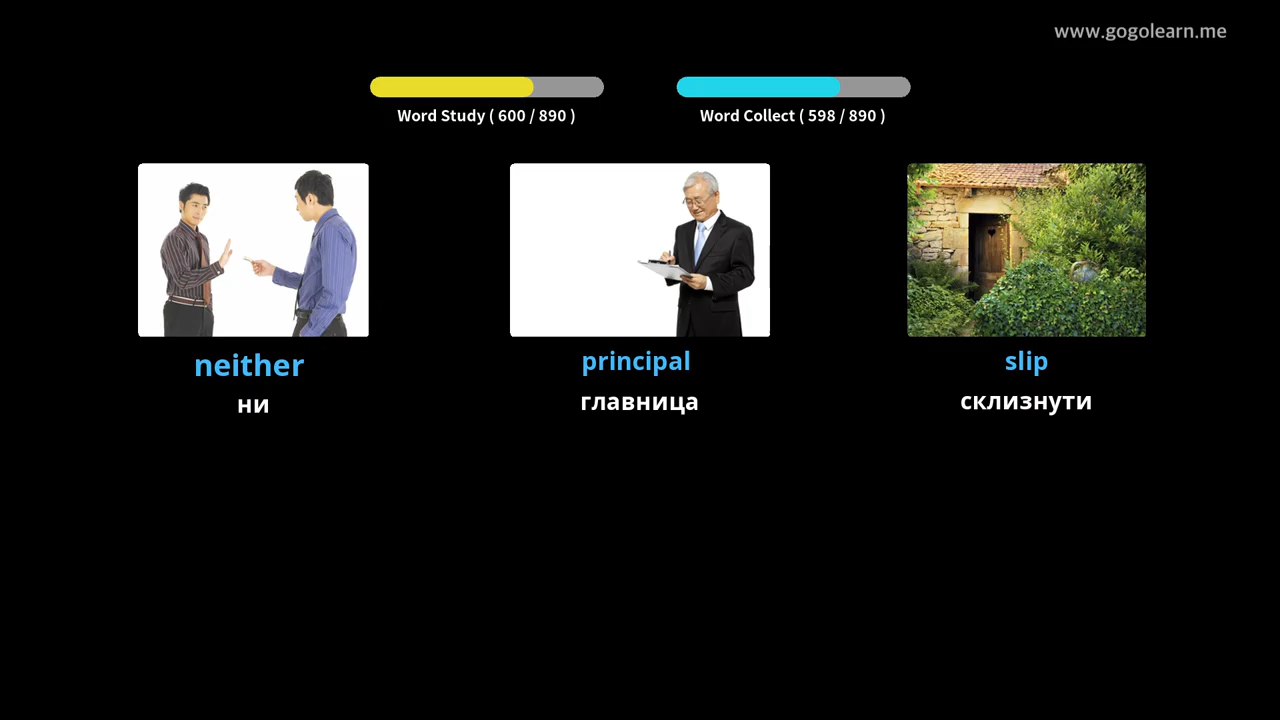 www.gogolearn.me
Word Study ( 600 / 890 )
Word Collect ( 598 / 890 )
neither
ни
principal
главница
slip
склизнути